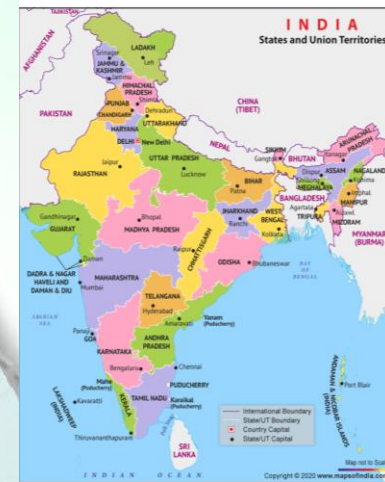 INDIA
States and Union Territories
TAJIKISTAN
AFGHANISTAN
LADAKH
Srinagar
Leh
JAMMU &
KASHMIR
Jammu
HIMACHAL
PRADESH
Shimla
PUNJAB
CHANDIGARH
Dehradun
UTTARAKHAND
HARYANA
DELHI
New Delhi
PAKISTAN
CHINA
(TIBET)
NEPAL
BHUTAN
SIKKIM
Gangtok
ARUNACHAL
PRADESH
Itanagar
Dispur
ASSAM
NAGALAND
Kohima
Shillong
MEGHALAYA
Imphal
MANIPUR
BANGLADESH
Agartala
TRIPURA
Aizawl
MIZORAM
MYANMAR
(BURMA)
Jaipur
RAJASTHAN
UTTAR PRADESH
Lucknow
BIHAR
Patna
JHARKHAND
Ranchi
WEST
BENGAL
Kolkata
Gandhinagar
GUJARAT
Bhopal
MADHYA PRADESH
Raipur
CHHATTISGARH
ODISHA
Bhubaneswar
Daman
DADRA & NAGAR
HAVELI AND
DAMAN & DIU
MAHARASHTRA
Mumbai
TELANGANA
Hyderabad
Amaravati
Yanam
(Puducherry)
BAY
OF
BENGAL
ARABIAN
SEA
Panaji
GOA
ANDHRA
PRADESH
KARNATAKA
Bengaluru
Chennai
Mahe
(Puducherry)
PUDUCHERRY
Karaikal
(Puducherry)
TAMIL NADU
KERALA
Thiruvananthapuram
LAKSHADWEEP
(INDIA)
Kavaratti
SRI
LANKA
ANDAMAN & NICOBAR ISLANDS
(INDIA)
Port Blair
INDIAN OCEAN
International Boundary
State/UT Boundary
Country Capital
State/UT Capital
Map not to Scale
Copyright © 2020 www.mapsofindia.com